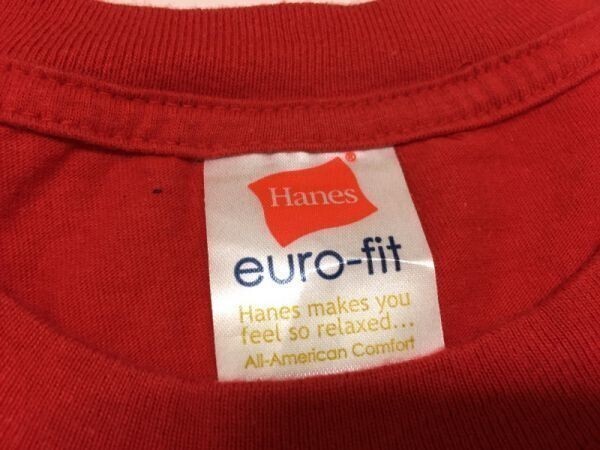 Hanes®
euro-fit
Hanes makes you
feel so relaxed...
All-American Comfort